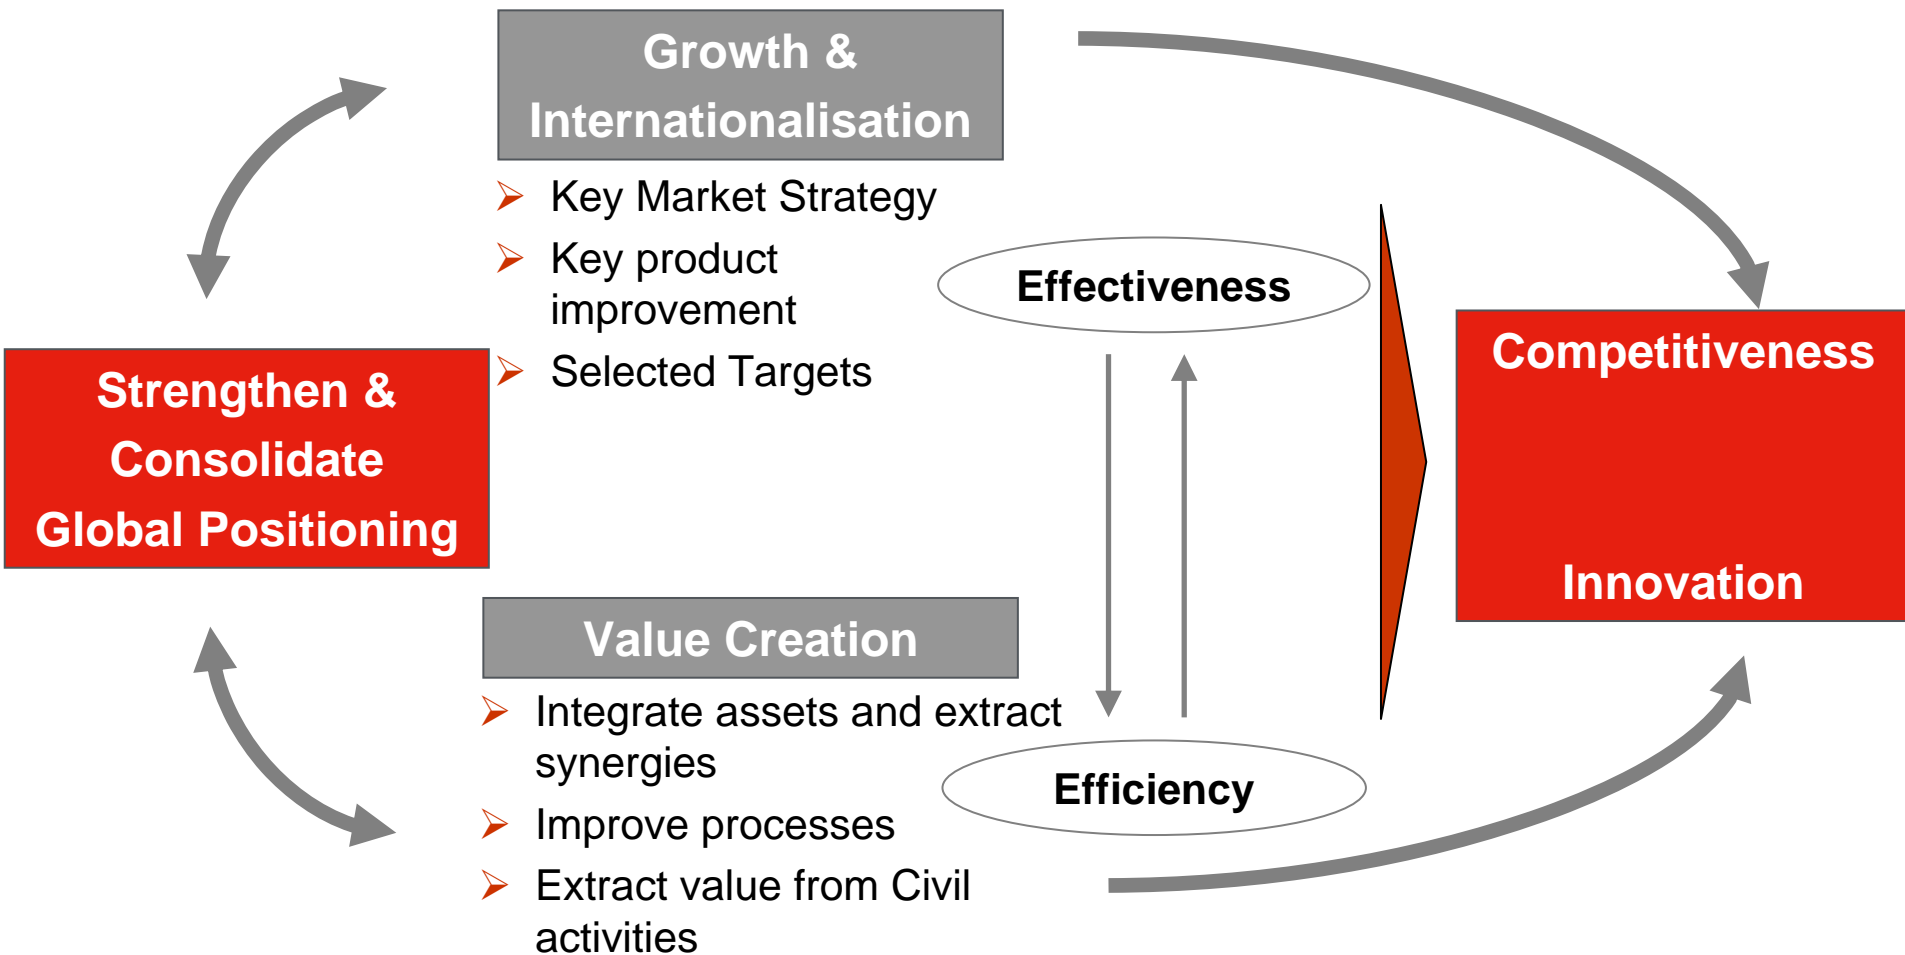 Growth &
Internationalisation
Key Market Strategy
Key product
improvement
Selected Targets
Effectiveness
Strengthen &
Consolidate
Global Positioning
Competitiveness
Innovation
Value Creation
Integrate assets and extract
synergies
Improve processes
Extract value from Civil
activities
Efficiency